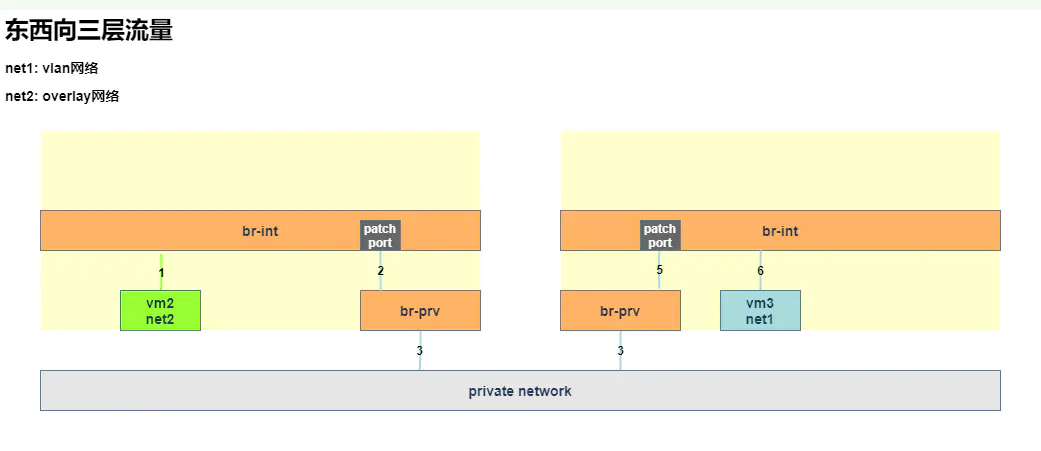 东西向三层流量
net1: vlan网络
net2: overlay网络
br-int
patch
port
br-int
patch
port
1
2
5
6
vm2
net2
br-prv
br-prv
vm3
net1
3
3
private network